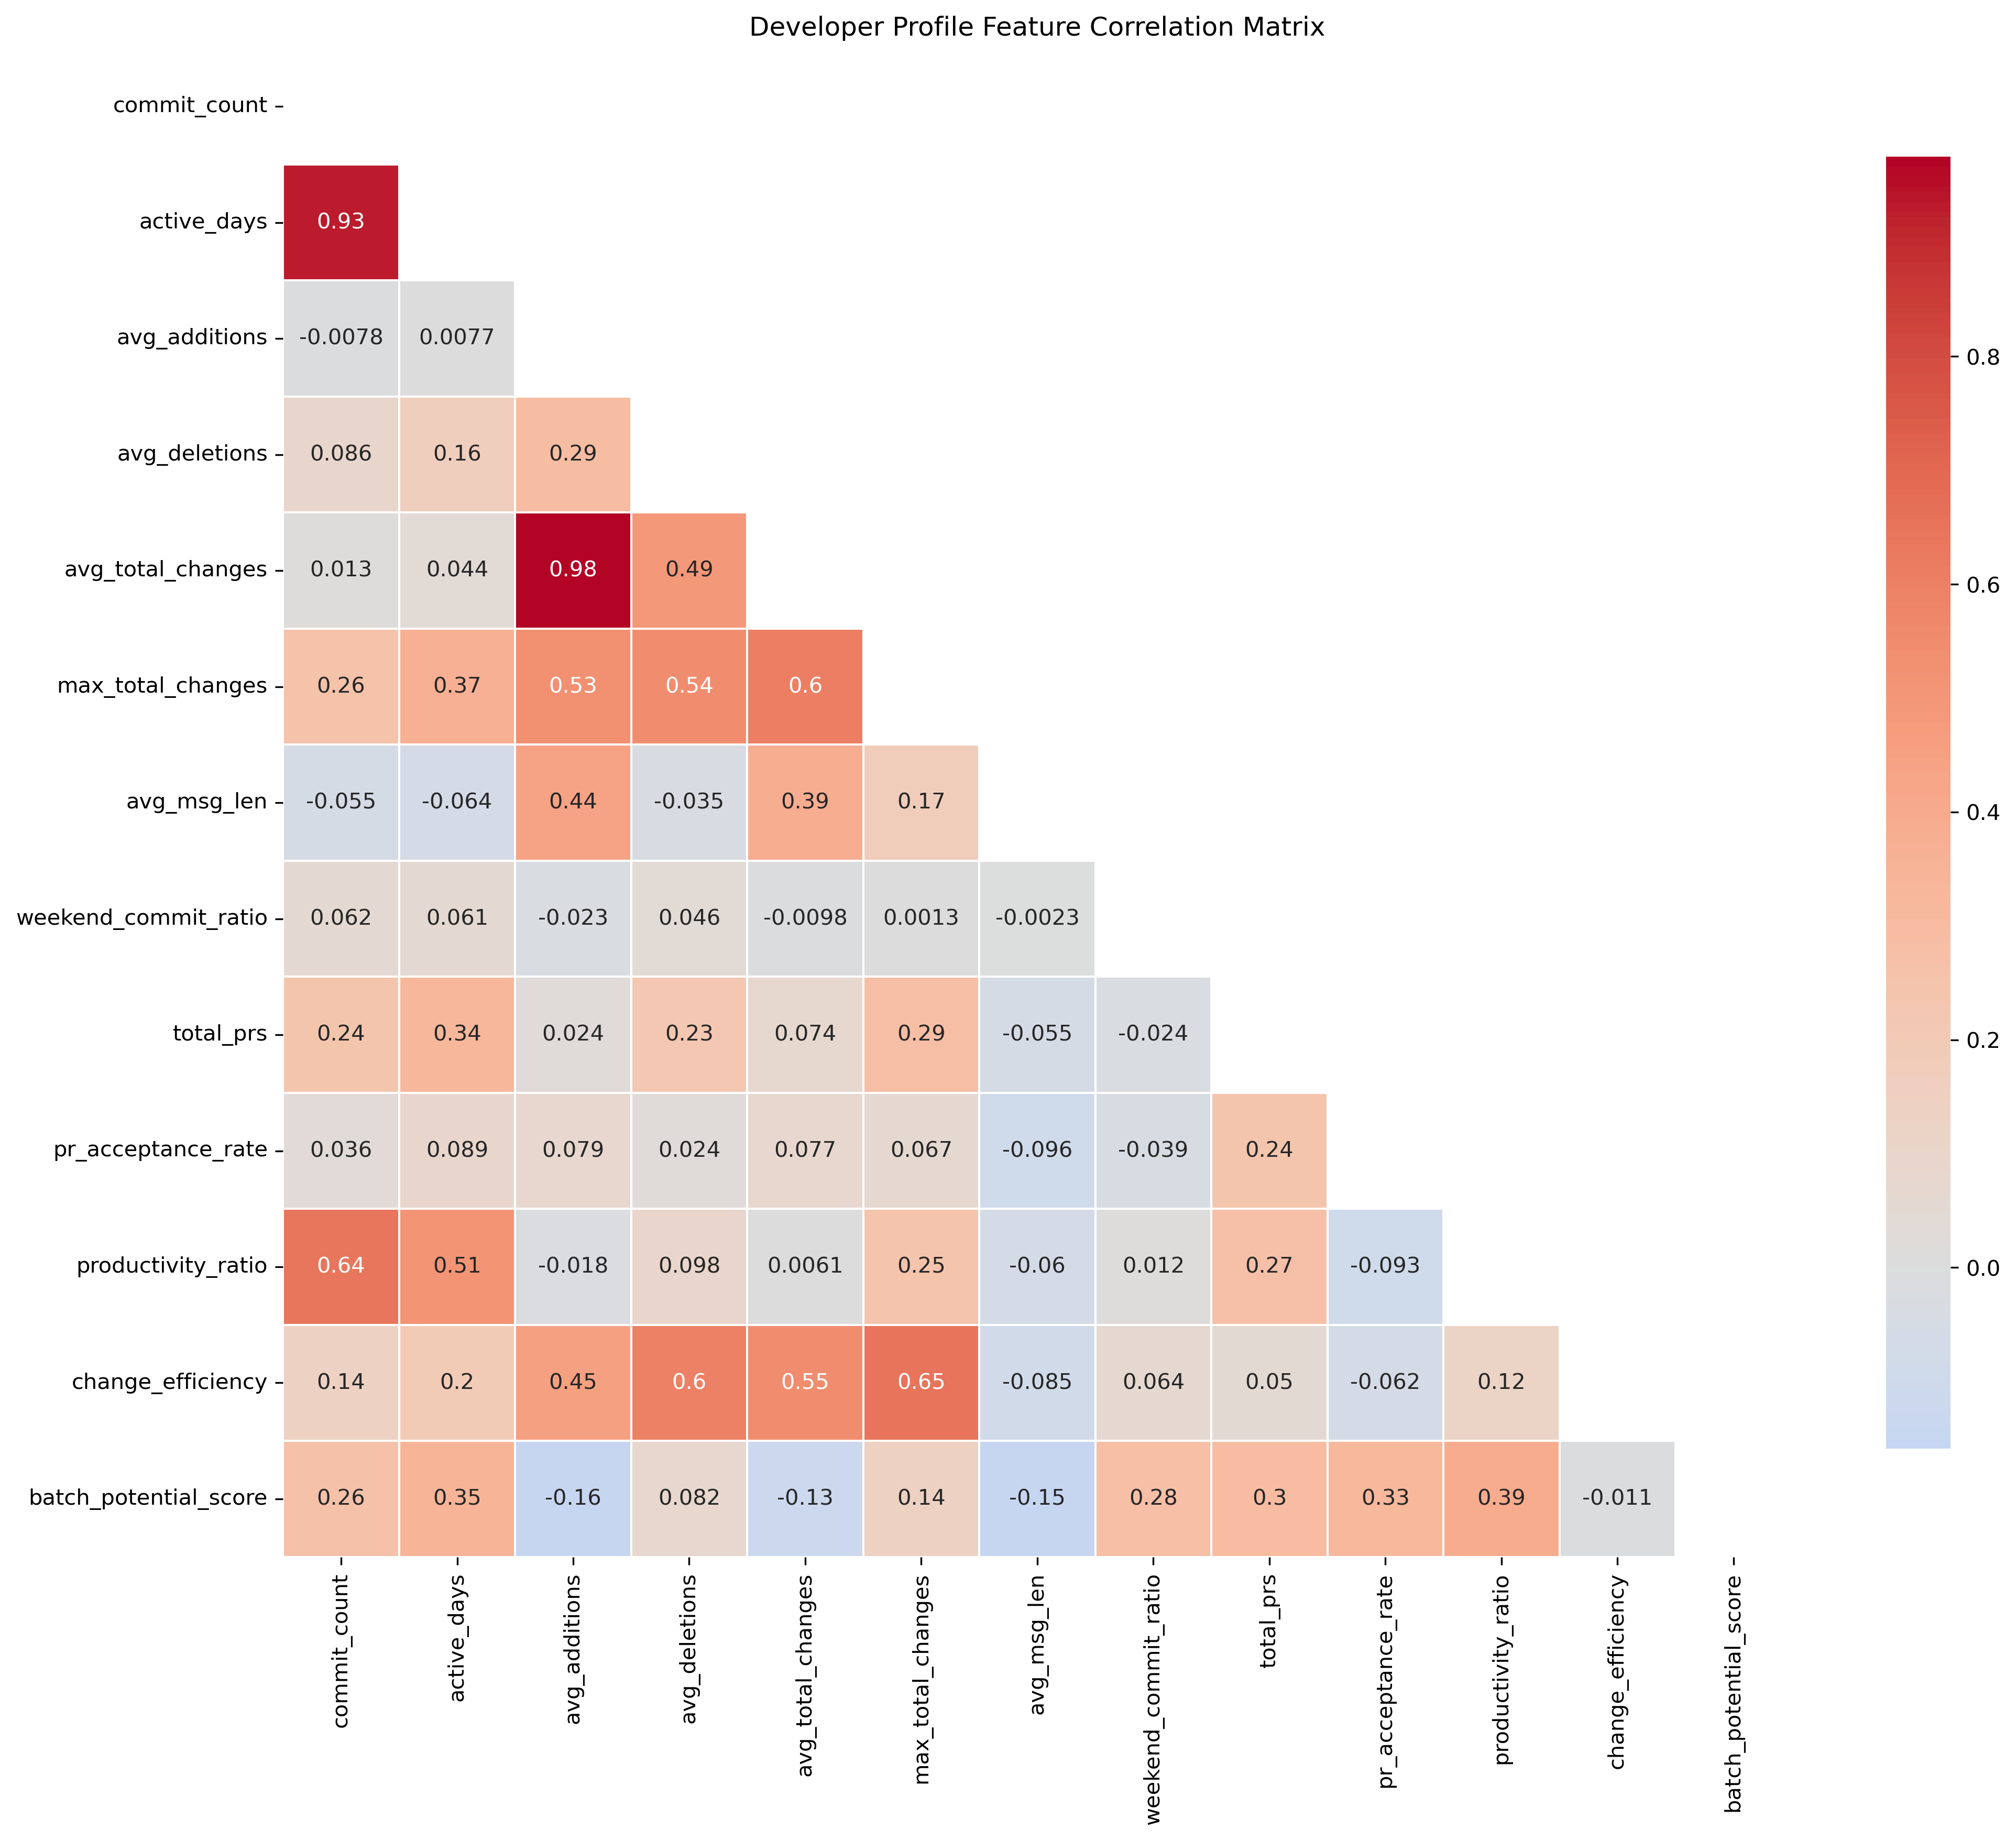 Developer Profile Feature Correlation Matrix
commit_count
active_days 0.93
avg_additions -0.0078 0.0077
avg_deletions 0.086 0.16 0.29
avg_total_changes 0.013 0.044 0.98 0.49
max_total_changes 0.26 0.37 0.53 0.54 0.6
avg_msg_len -0.055 -0.064 0.44 -0.035 0.39 0.17
weekend_commit_ratio 0.062 0.061 -0.023 0.046 -0.0098 0.0013 -0.0023
total_prs 0.24 0.34 0.024 0.23 0.074 0.29 -0.055 -0.024
pr_acceptance_rate 0.036 0.089 0.079 0.024 0.077 0.067 -0.096 -0.039 0.24
productivity_ratio 0.64 0.51 -0.018 0.098 0.0061 0.25 -0.06 0.012 0.27 -0.093
change_efficiency 0.14 0.2 0.45 0.6 0.55 0.65 -0.085 0.064 0.05 -0.062 0.12
batch_potential_score 0.26 0.35 -0.16 0.082 -0.13 0.14 -0.15 0.28 0.3 0.33 0.39 -0.011
commit_count
active_days
avg_additions
avg_deletions
avg_total_changes
max_total_changes
avg_msg_len
weekend_commit_ratio
total_prs
pr_acceptance_rate
productivity_ratio
change_efficiency
batch_potential_score
0.8
0.6
0.4
0.2
0.0